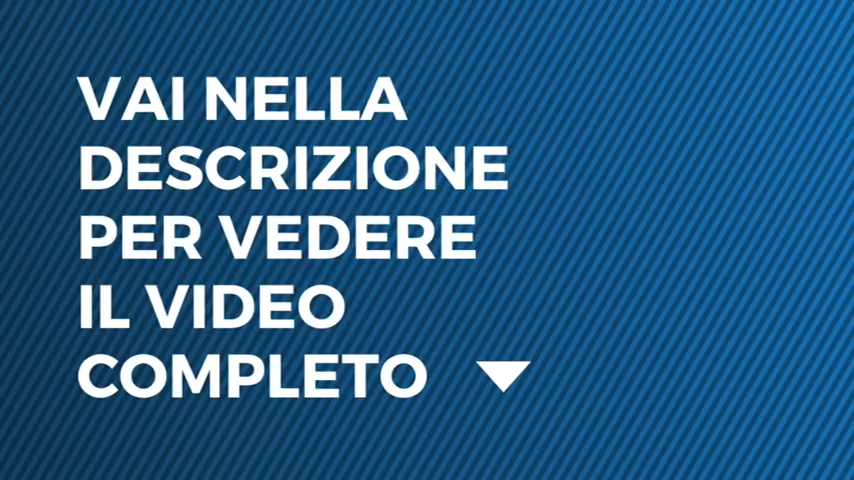 VAI NELLA
DESCRIZIONE
PER VEDERE
IL VIDEO
COMPLETO